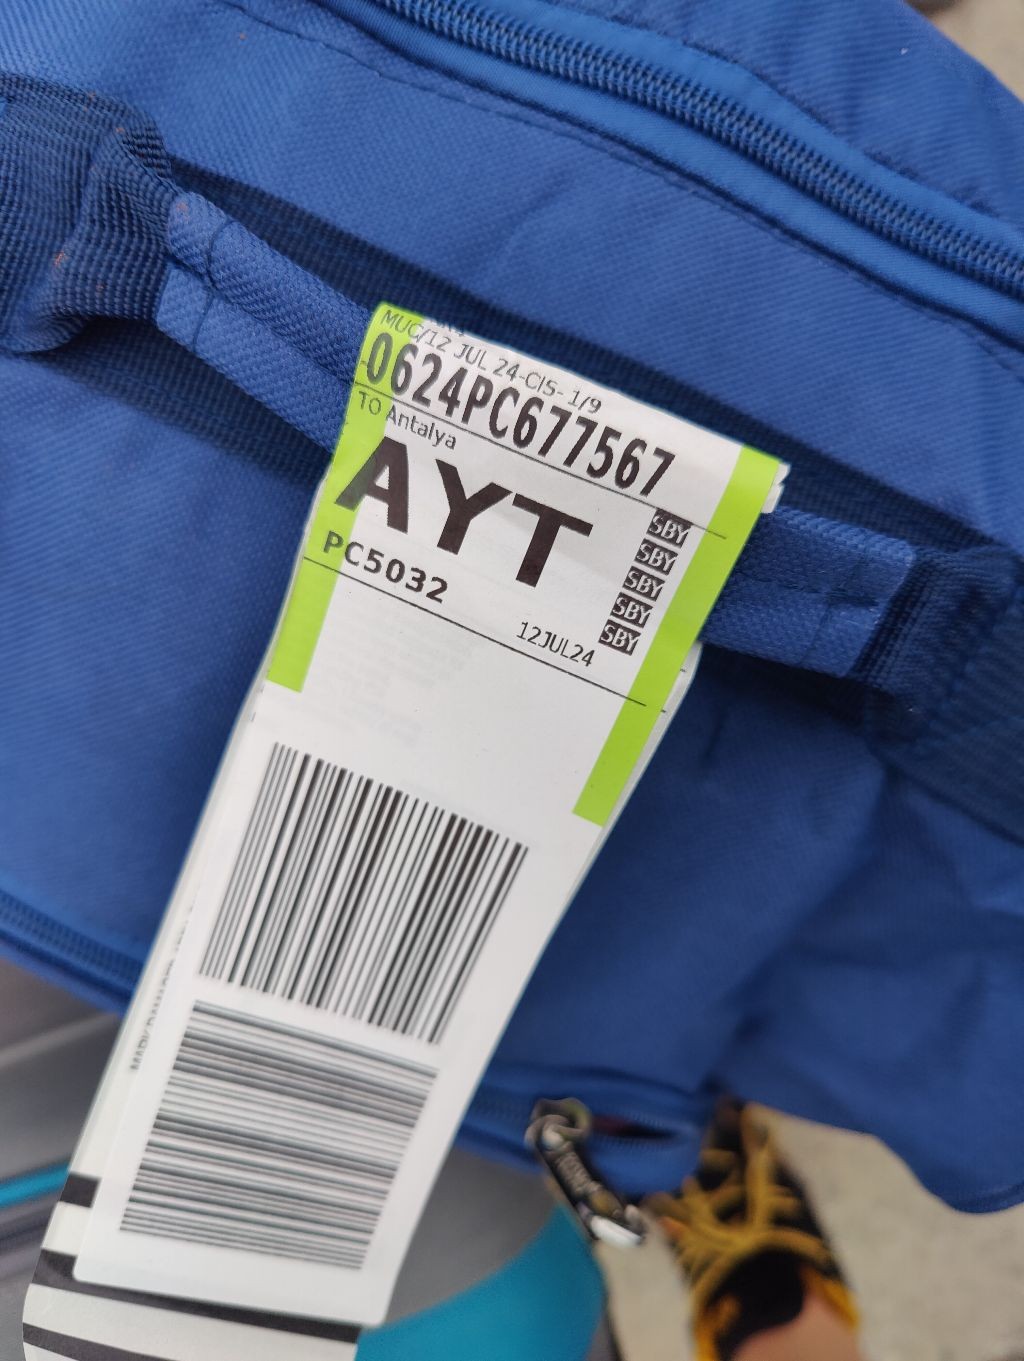 MUC/12 JUL 24-CIS- 1/9
0624PC677567
TO Antalya
AYT
SBY
SBY
SBY
SBY
SBY
PC5032
12JUL24